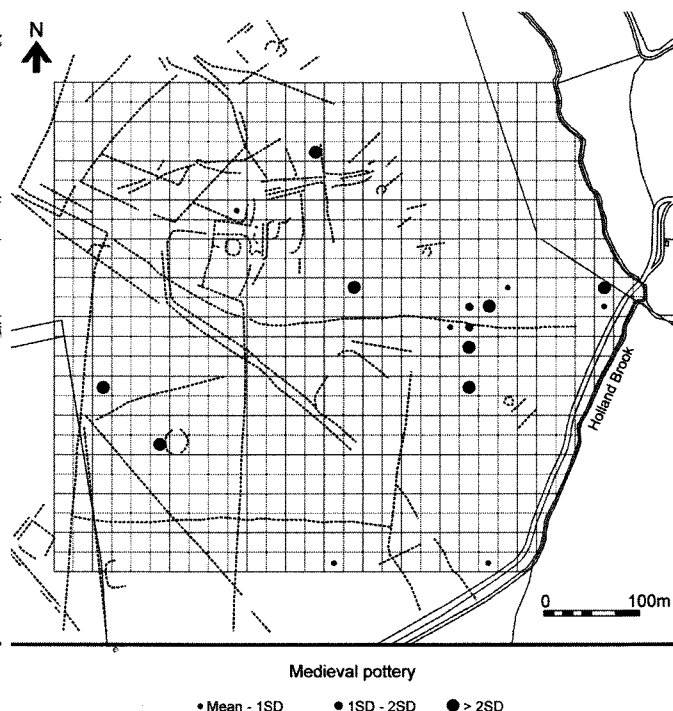 N
Holland Brook
0 100m
Medieval pottery
• Mean - 1SD ● 1SD - 2SD ● > 2SD